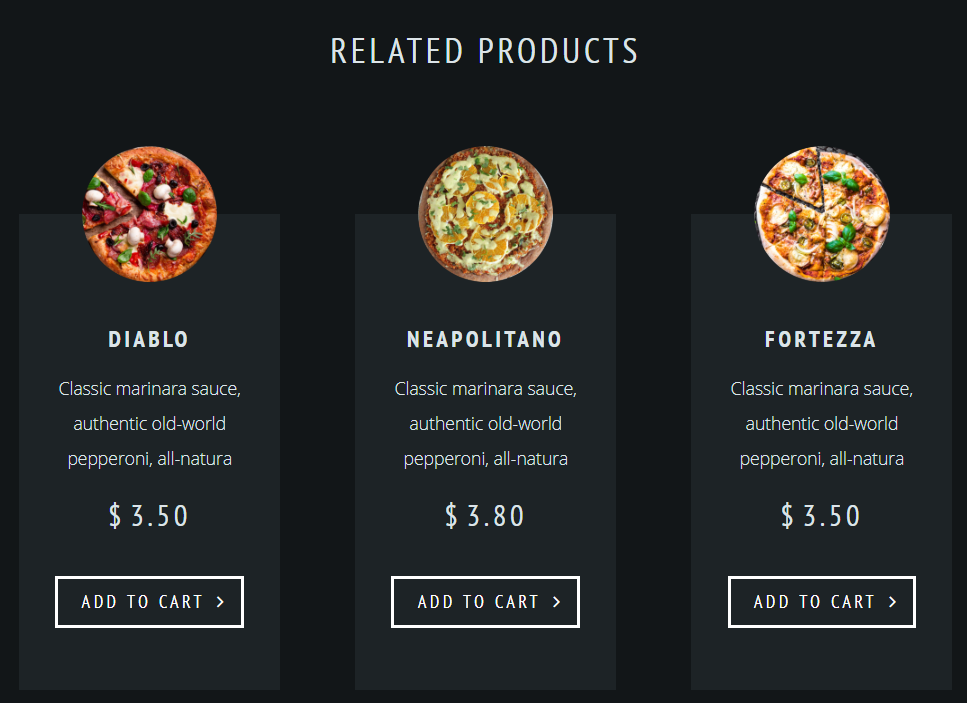 RELATED PRODUCTS
DIABLO
Classic marinara sauce,
authentic old-world
pepperoni, all-natura
$ 3.50
ADD TO CART >
NEAPOLITANO
Classic marinara sauce,
authentic old-world
pepperoni, all-natura
$ 3.80
ADD TO CART >
FORTEZZA
Classic marinara sauce,
authentic old-world
pepperoni, all-natura
$ 3.50
ADD TO CART >